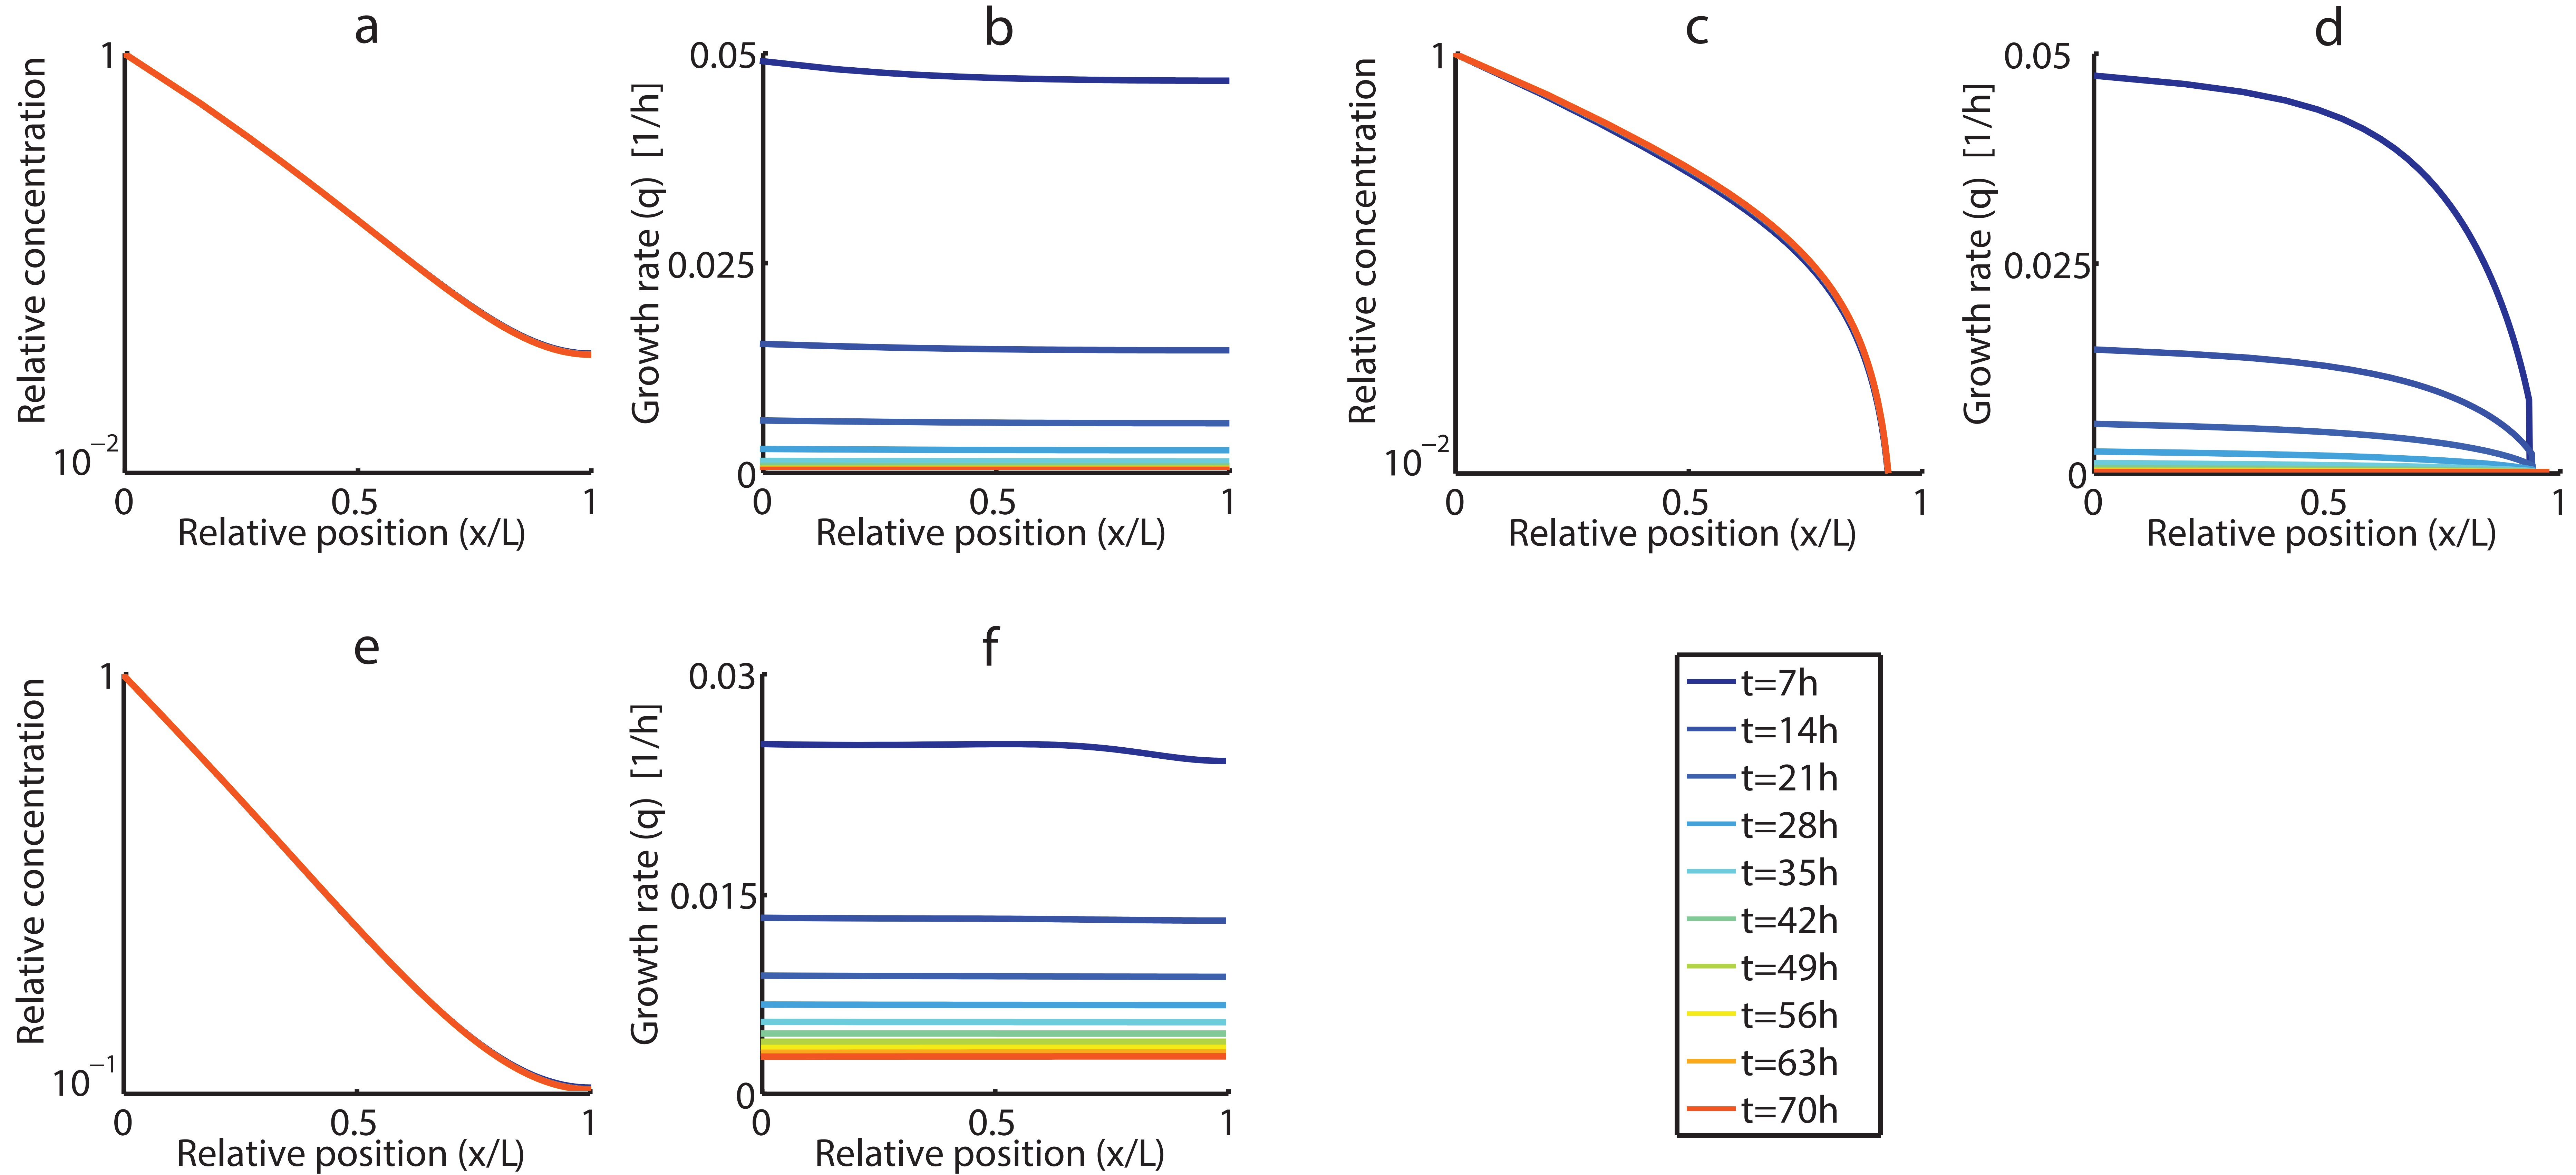 a
1
10⁻²
Relative concentration
0 0.5 1
Relative position (x/L)
b
0.05
0.025
0
Growth rate (q) [1/h]
0 0.5 1
Relative position (x/L)
c
1
10⁻²
Relative concentration
0 0.5 1
Relative position (x/L)
d
0.05
0.025
0
Growth rate (q) [1/h]
0 0.5 1
Relative position (x/L)
e
1
10⁻¹
Relative concentration
0 0.5 1
Relative position (x/L)
f
0.03
0.015
0
Growth rate (q) [1/h]
0 0.5 1
Relative position (x/L)
t=7h
t=14h
t=21h
t=28h
t=35h
t=42h
t=49h
t=56h
t=63h
t=70h